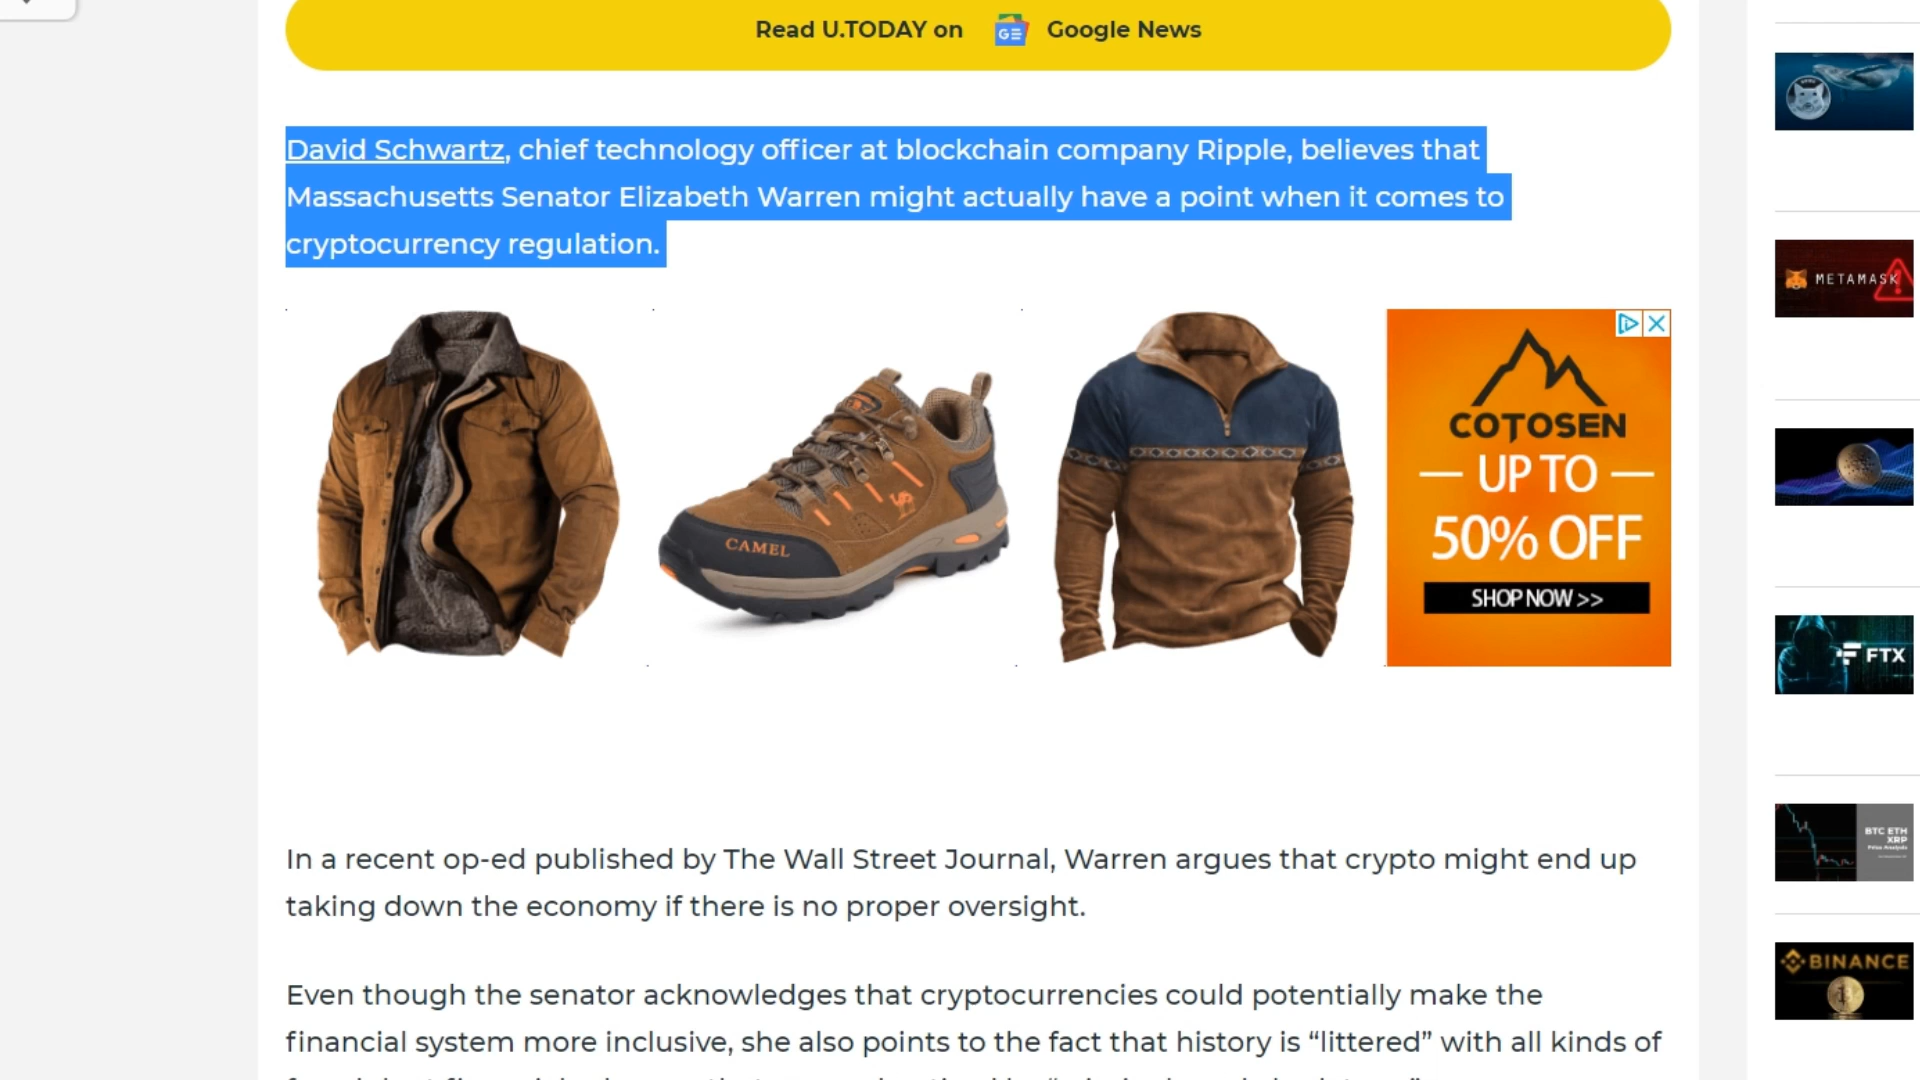 Read U.TODAY on Google News
David Schwartz, chief technology officer at blockchain company Ripple, believes that
Massachusetts Senator Elizabeth Warren might actually have a point when it comes to
cryptocurrency regulation.
CAMEL
COTOSEN
— UP TO —
50% OFF
SHOP NOW >>
In a recent op-ed published by The Wall Street Journal, Warren argues that crypto might end up
taking down the economy if there is no proper oversight.
Even though the senator acknowledges that cryptocurrencies could potentially make the
financial system more inclusive, she also points to the fact that history is “littered” with all kinds of
METAMASK
FTX
BTC ETH
XRP
Price Analysis
BINANCE